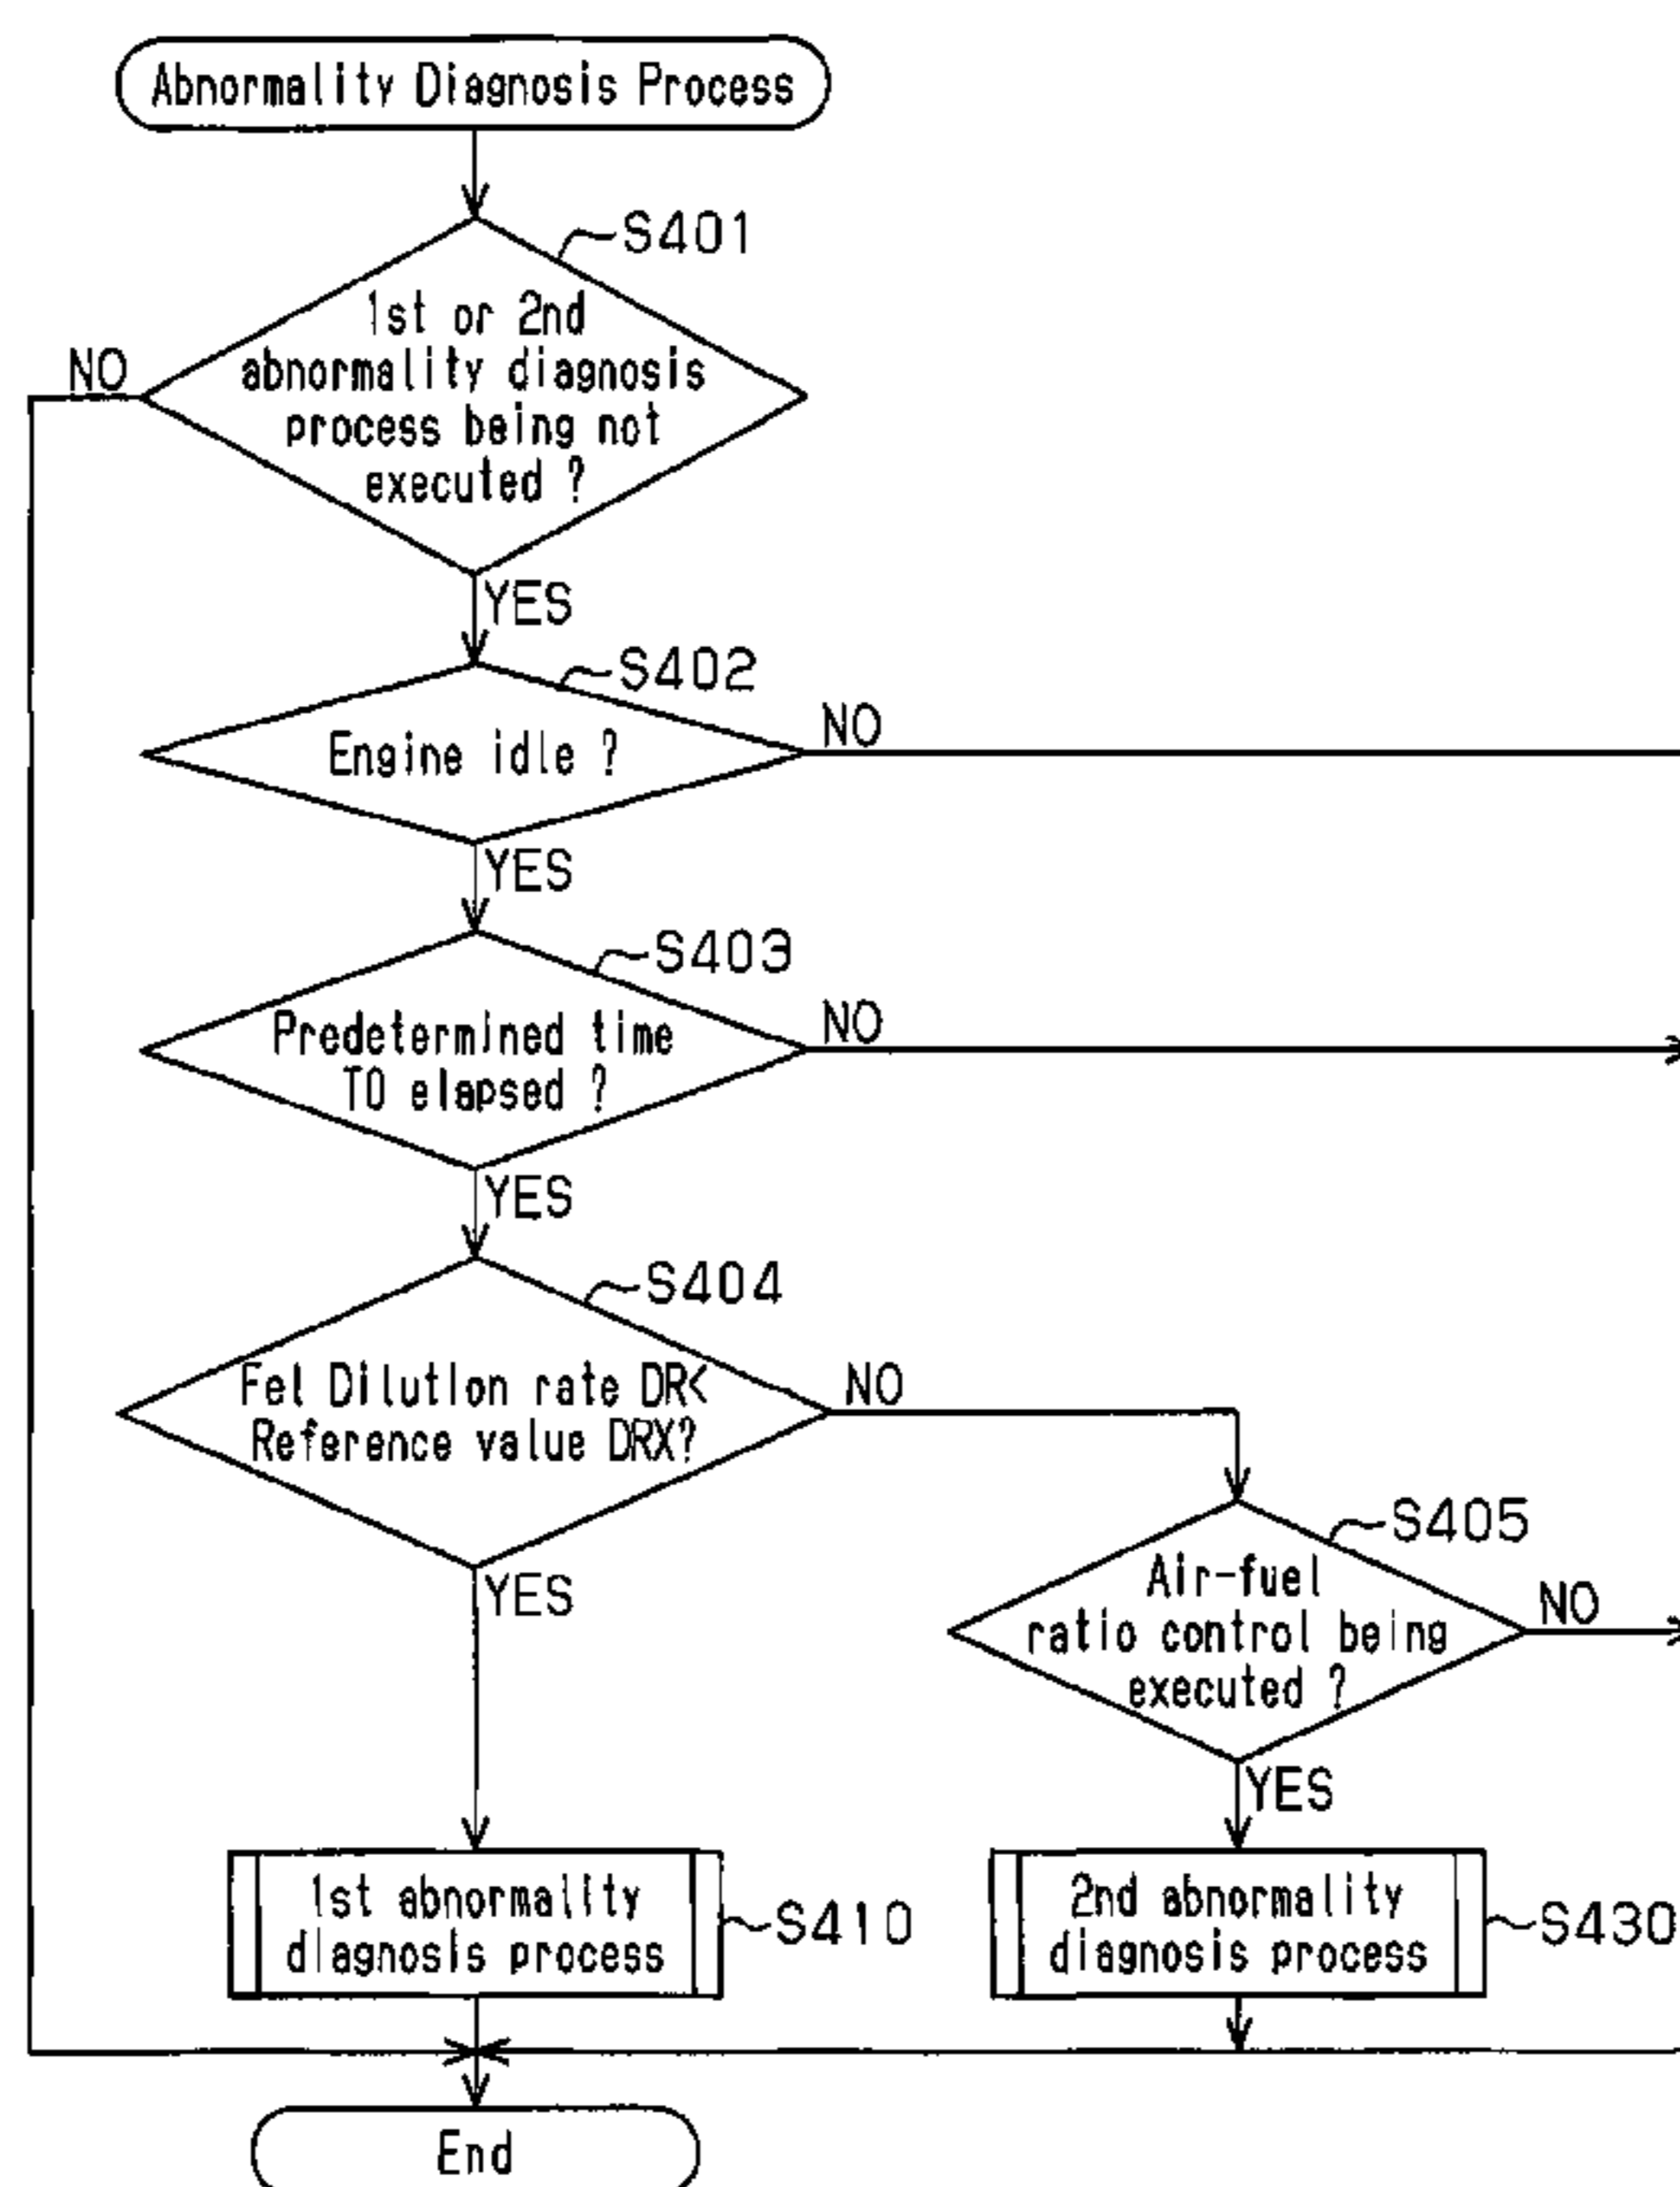 Abnormality Diagnosis Process
S401
1st or 2nd
abnormality diagnosis
process being not
executed ?
NO
YES
S402
Engine idle ?
NO
YES
S403
Predetermined time
T0 elapsed ?
NO
YES
S404
Fel Dilution rate DR<
Reference value DRX?
NO
YES
S405
Air-fuel
ratio control being
executed ?
NO
YES
1st abnormality
diagnosis process
S410
2nd abnormality
diagnosis process
S430
End